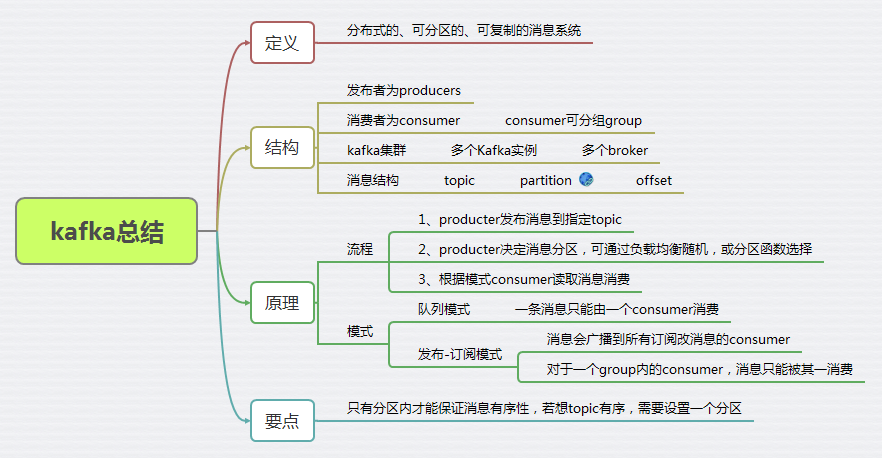 kafka总结
定义
分布式的、可分区的、可复制的消息系统
结构
发布者为producers
消费者为consumer consumer可分组group
kafka集群 多个Kafka实例 多个broker
消息结构 topic partition offset
原理
流程
1、producter发布消息到指定topic
2、producter决定消息分区，可通过负载均衡随机，或分区函数选择
3、根据模式consumer读取消息消费
模式
队列模式 一条消息只能由一个consumer消费
发布-订阅模式
消息会广播到所有订阅改消息的consumer
对于一个group内的consumer，消息只能被其一消费
要点
只有分区内才能保证消息有序性，若想topic有序，需要设置一个分区